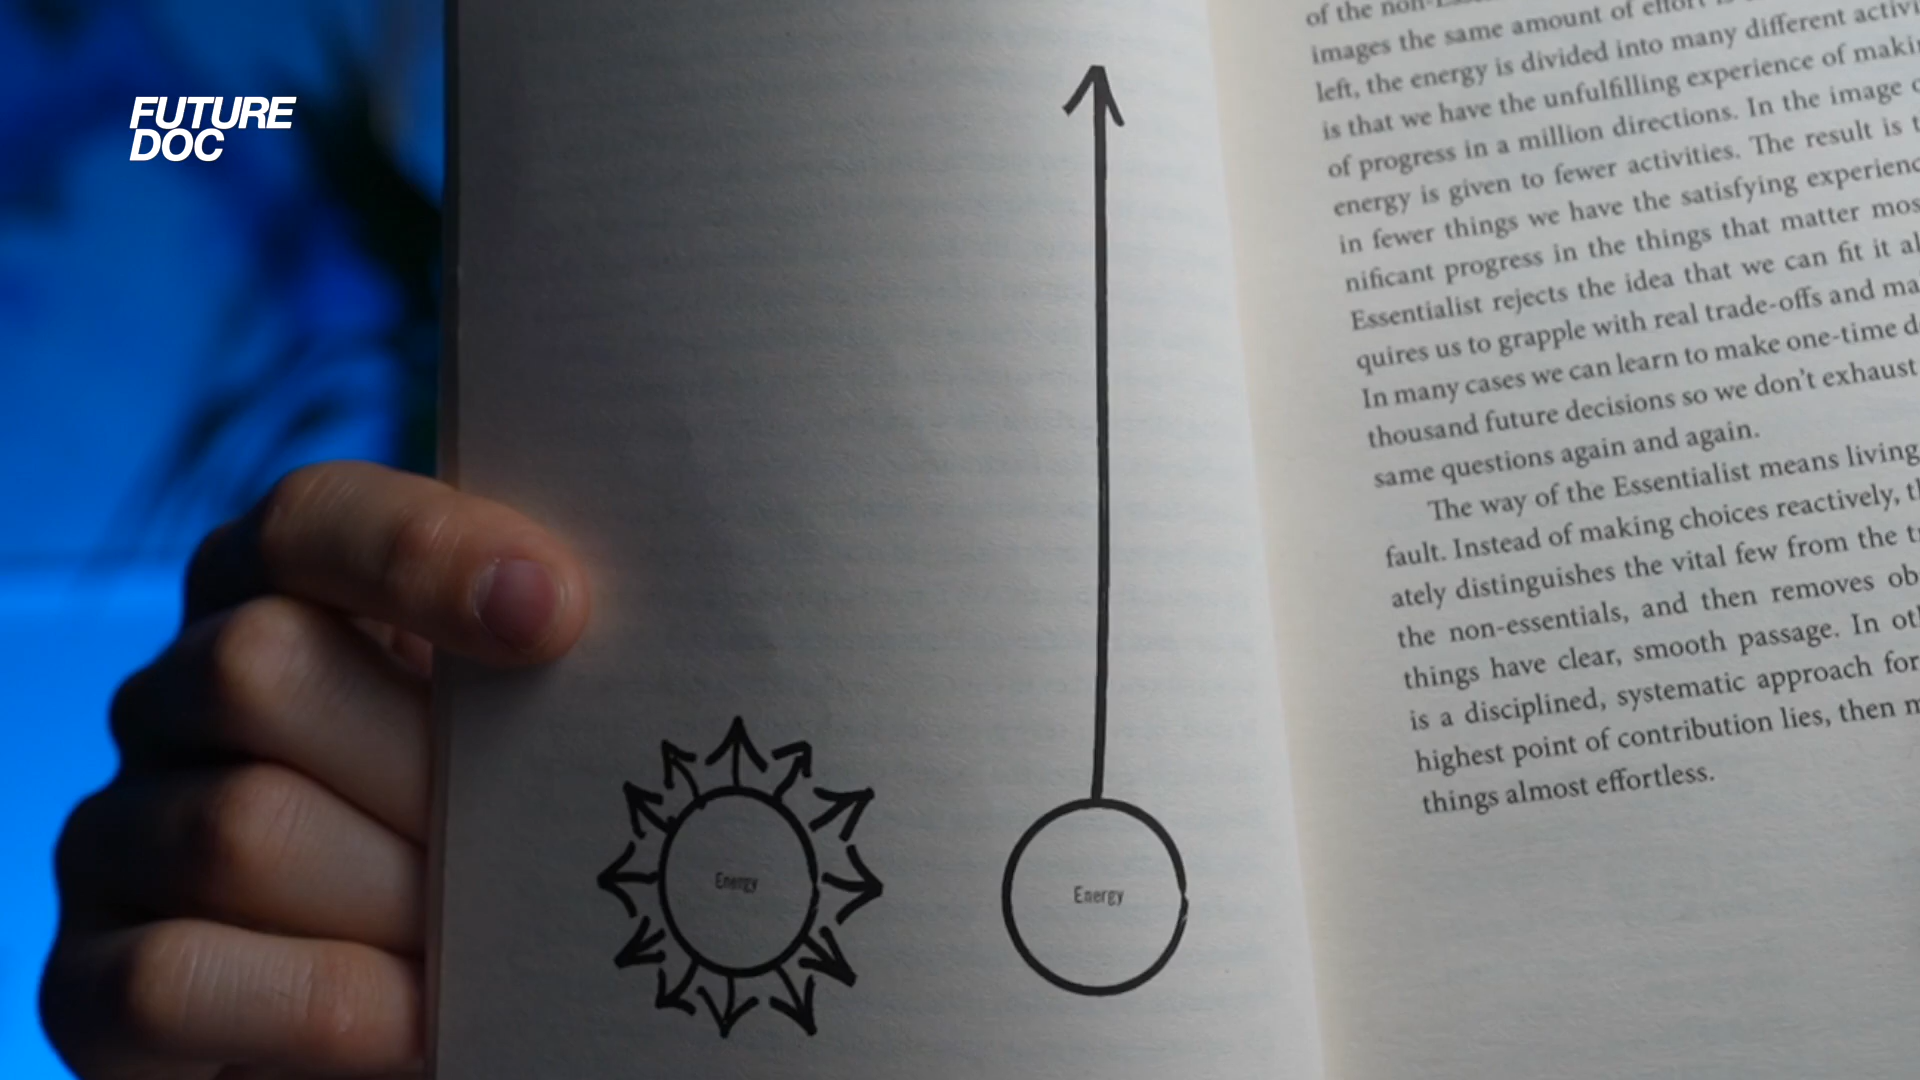 FUTURE
DOC
Energy
Energy
of the
images the same amount of effort is
left, the energy is divided into many different
is that we have the unfulfilling experience of
of progress in a million directions. In the image
energy is given to fewer activities. The result is
in fewer things we have the satisfying
nificant progress in the things that matter
Essentialist rejects the idea that we can fit it
quires us to grapple with real trade-offs and
In many cases we can learn to make one-time
thousand future decisions so we don't exhaust
same questions again and again.
The way of the Essentialist means living
fault. Instead of making choices reactively,
ately distinguishes the vital few from the
the non-essentials, and then removes
things have clear, smooth passage. In
is a disciplined, systematic approach for
highest point of contribution lies, then
things almost effortless.